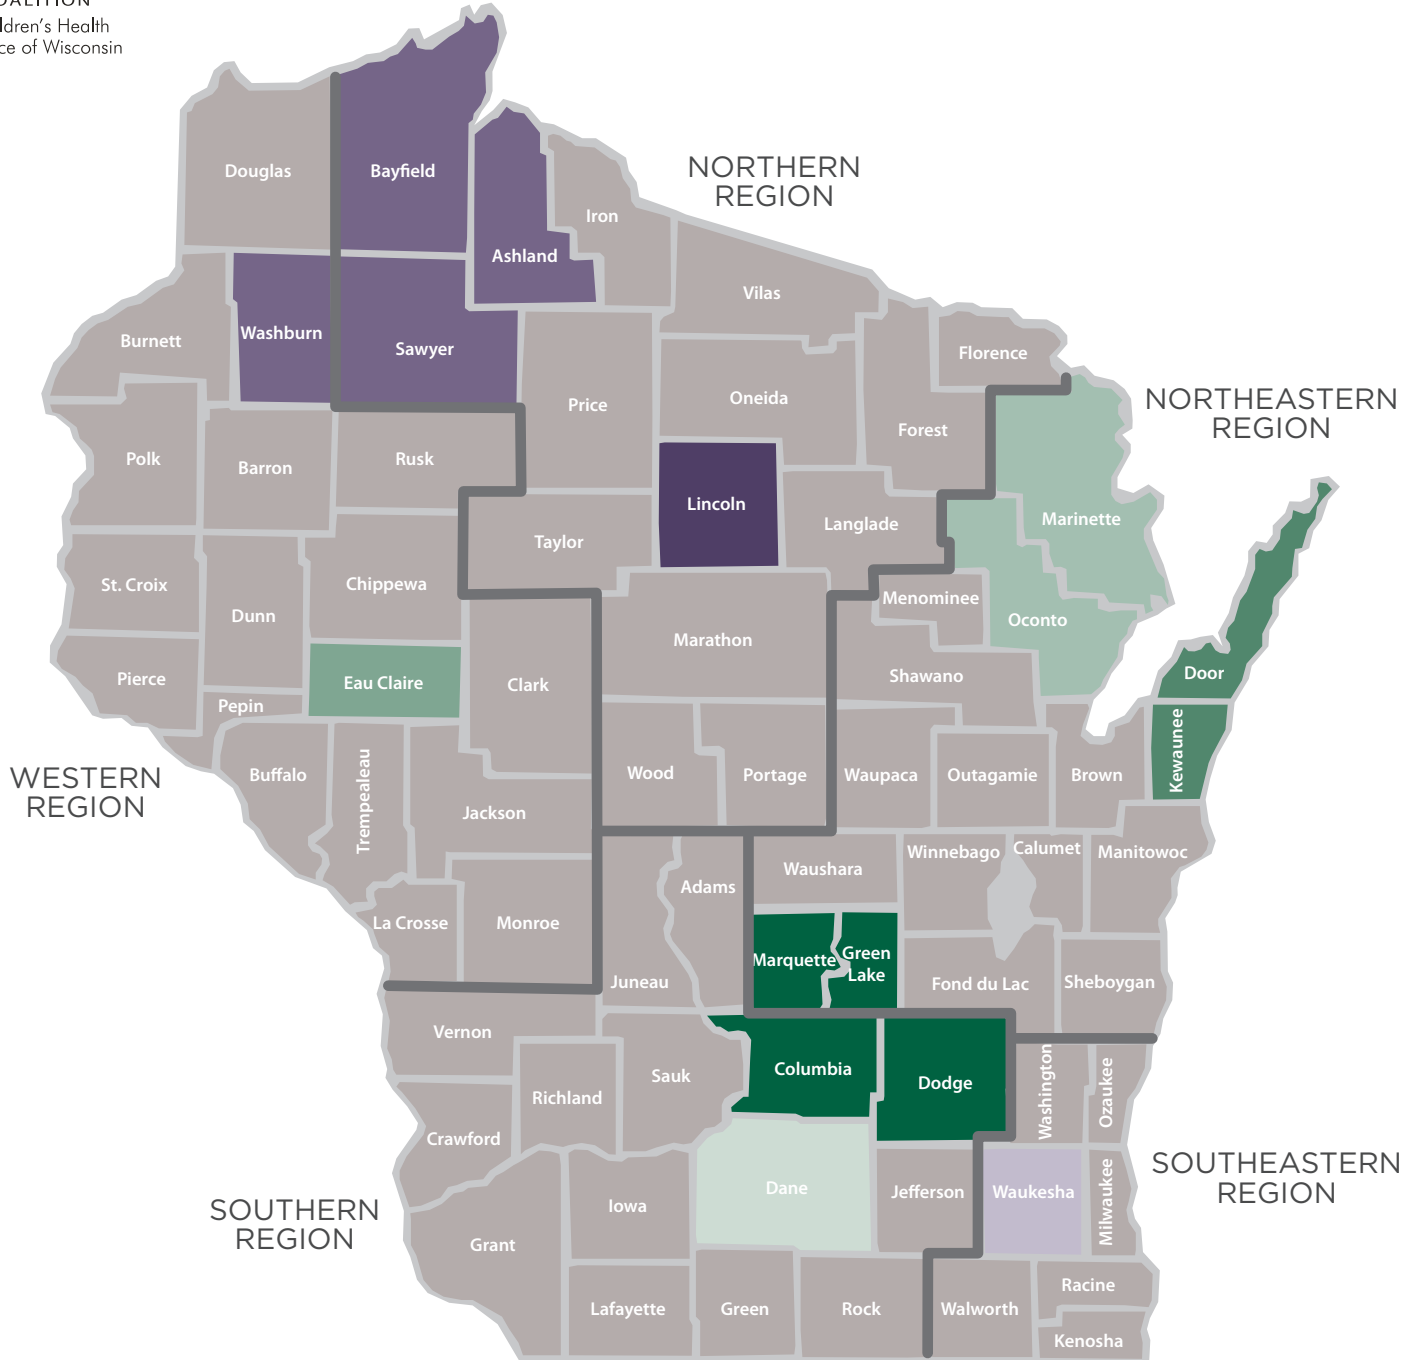 ldren's Health
ce of Wisconsin
NORTHERN
REGION
Douglas
Bayfield
Iron
Ashland
Vilas
Burnett
Washburn
Sawyer
Florence
NORTHEASTERN
REGION
Price
Oneida
Forest
Polk
Barron
Rusk
Lincoln
Langlade
Marinette
Taylor
St. Croix
Chippewa
Dunn
Menominee
Oconto
Marathon
Pierce
Eau Claire
Clark
Shawano
Door
Pepin
Kewaunee
WESTERN
REGION
Buffalo
Trempealeau
Wood
Portage
Waupaca
Outagamie
Brown
Jackson
Waushara
Winnebago
Calumet
Manitowoc
Adams
La Crosse
Monroe
Marquette
Green
Lake
Juneau
Fond du Lac
Sheboygan
Vernon
Sauk
Columbia
Dodge
Washington
Ozaukee
Richland
Crawford
SOUTHEASTERN
REGION
Dane
Jefferson
Waukesha
Milwaukee
SOUTHERN
REGION
Iowa
Grant
Lafayette
Green
Rock
Walworth
Racine
Kenosha